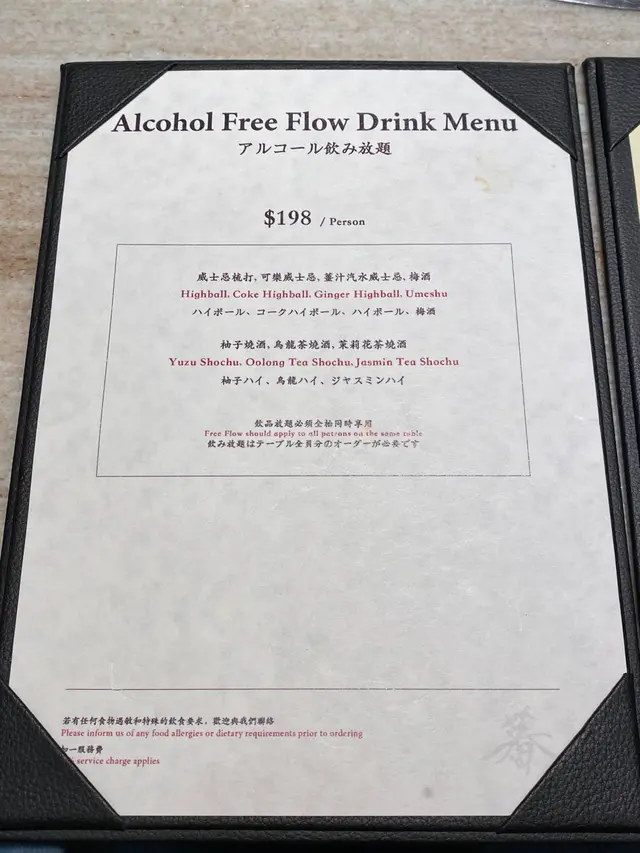 Alcohol Free Flow Drink Menu
アルコール飲み放題
$198 / Person
威士忌梳打, 可樂威士忌, 薑汁汽水威士忌, 梅酒
Highball, Coke Highball, Ginger Highball, Umeshu
ハイボール、コークハイボール、ハイボール、梅酒
柚子燒酒, 烏龍茶燒酒, 茉莉花茶燒酒
Yuzu Shochu, Oolong Tea Shochu, Jasmin Tea Shochu
柚子ハイ、烏龍ハイ、ジャスミンハイ
飲品放題必須全枱同時享用
Free Flow should apply to all patrons on the same table
飲み放題はテーブル全員分のオーダーが必要です
若有任何食物過敏和特殊的飲食要求，歡迎與我們聯絡
Please inform us of any food allergies or dietary requirements prior to ordering
加一服務費
service charge applies